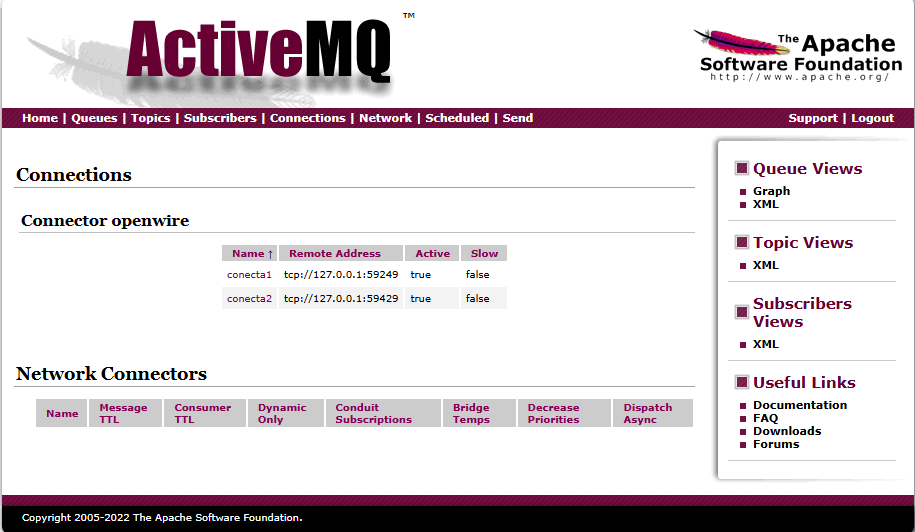 ActiveMQ ™
The Apache
Software Foundation
http://www.apache.org/
Home | Queues | Topics | Subscribers | Connections | Network | Scheduled | Send
Support | Logout
Connections
Connector openwire
Name ↑ Remote Address Active Slow
conecta1 tcp://127.0.0.1:59249 true false
conecta2 tcp://127.0.0.1:59429 true false
Network Connectors
Name Message TTL Consumer TTL Dynamic Only Conduit Subscriptions Bridge Temps Decrease Priorities Dispatch Async
Queue Views
Graph
XML
Topic Views
XML
Subscribers
Views
XML
Useful Links
Documentation
FAQ
Downloads
Forums
Copyright 2005-2022 The Apache Software Foundation.